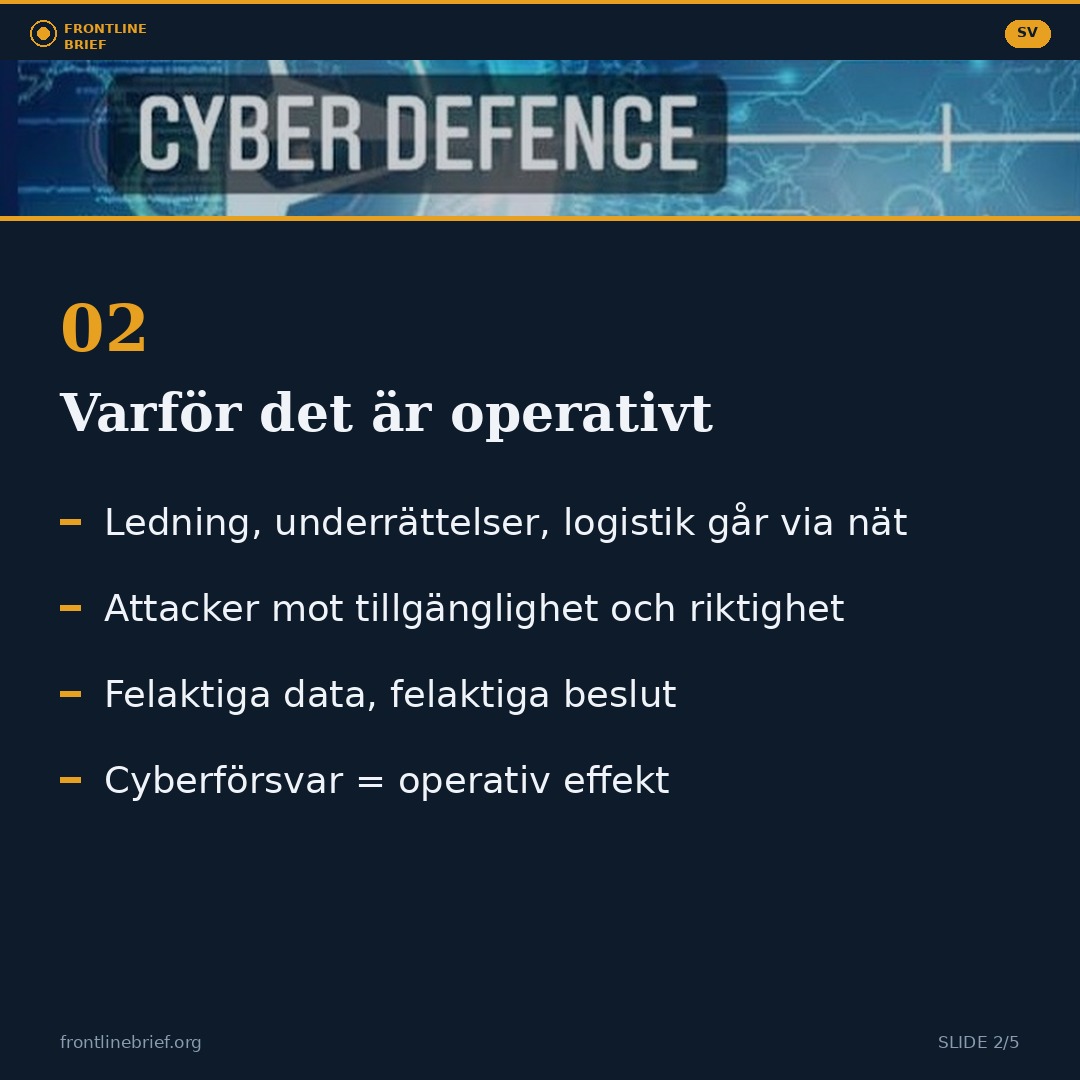 FRONTLINE
BRIEF
SV
CYBER DEFENCE
02
Varför det är operativt
Ledning, underrättelser, logistik går via nät
Attacker mot tillgänglighet och riktighet
Felaktiga data, felaktiga beslut
Cyberförsvar = operativ effekt
frontlinebrief.org
SLIDE 2/5